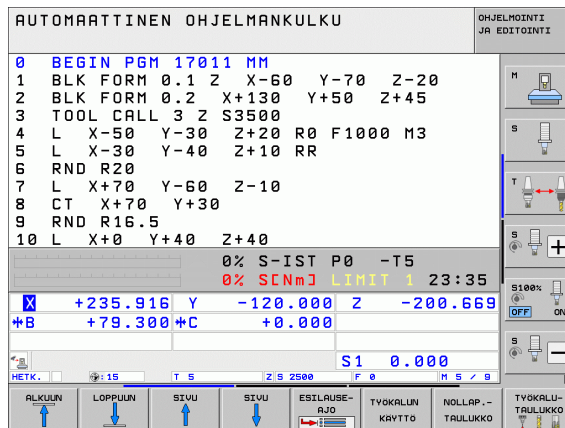 AUTOMAATTINEN OHJELMANKULKU
OHJELMOINTI
JA EDITOINTI
0 BEGIN PGM 17011 MM
1 BLK FORM 0.1 Z X-60 Y-70 Z-20
2 BLK FORM 0.2 X+130 Y+50 Z+45
3 TOOL CALL 3 Z S3500
4 L X-50 Y-30 Z+20 R0 F1000 M3
5 L X-30 Y-40 Z+10 RR
6 RND R20
7 L X+70 Y-60 Z-10
8 CT X+70 Y+30
9 RND R16.5
10 L X+0 Y+40 Z+40
0% S-IST P0 -T5
0% S[Nm] LIMIT 1 23:35
X +235.916 Y -120.000 Z -200.669
B +79.300 C +0.000
S1 0.00
HETK. : 15 T 5 Z S 2500 F 0 M 5 / 9
M
S
T
S
S100%
OFF ON
S
ALKUUN
LOPPUUN
SIVU
SIVU
ESILAUSE-
AJO
TYÖKALUN
KÄYTTÖ
NOLLAP.-
TAULUKKO
TYÖKALU-
TAULUKKO